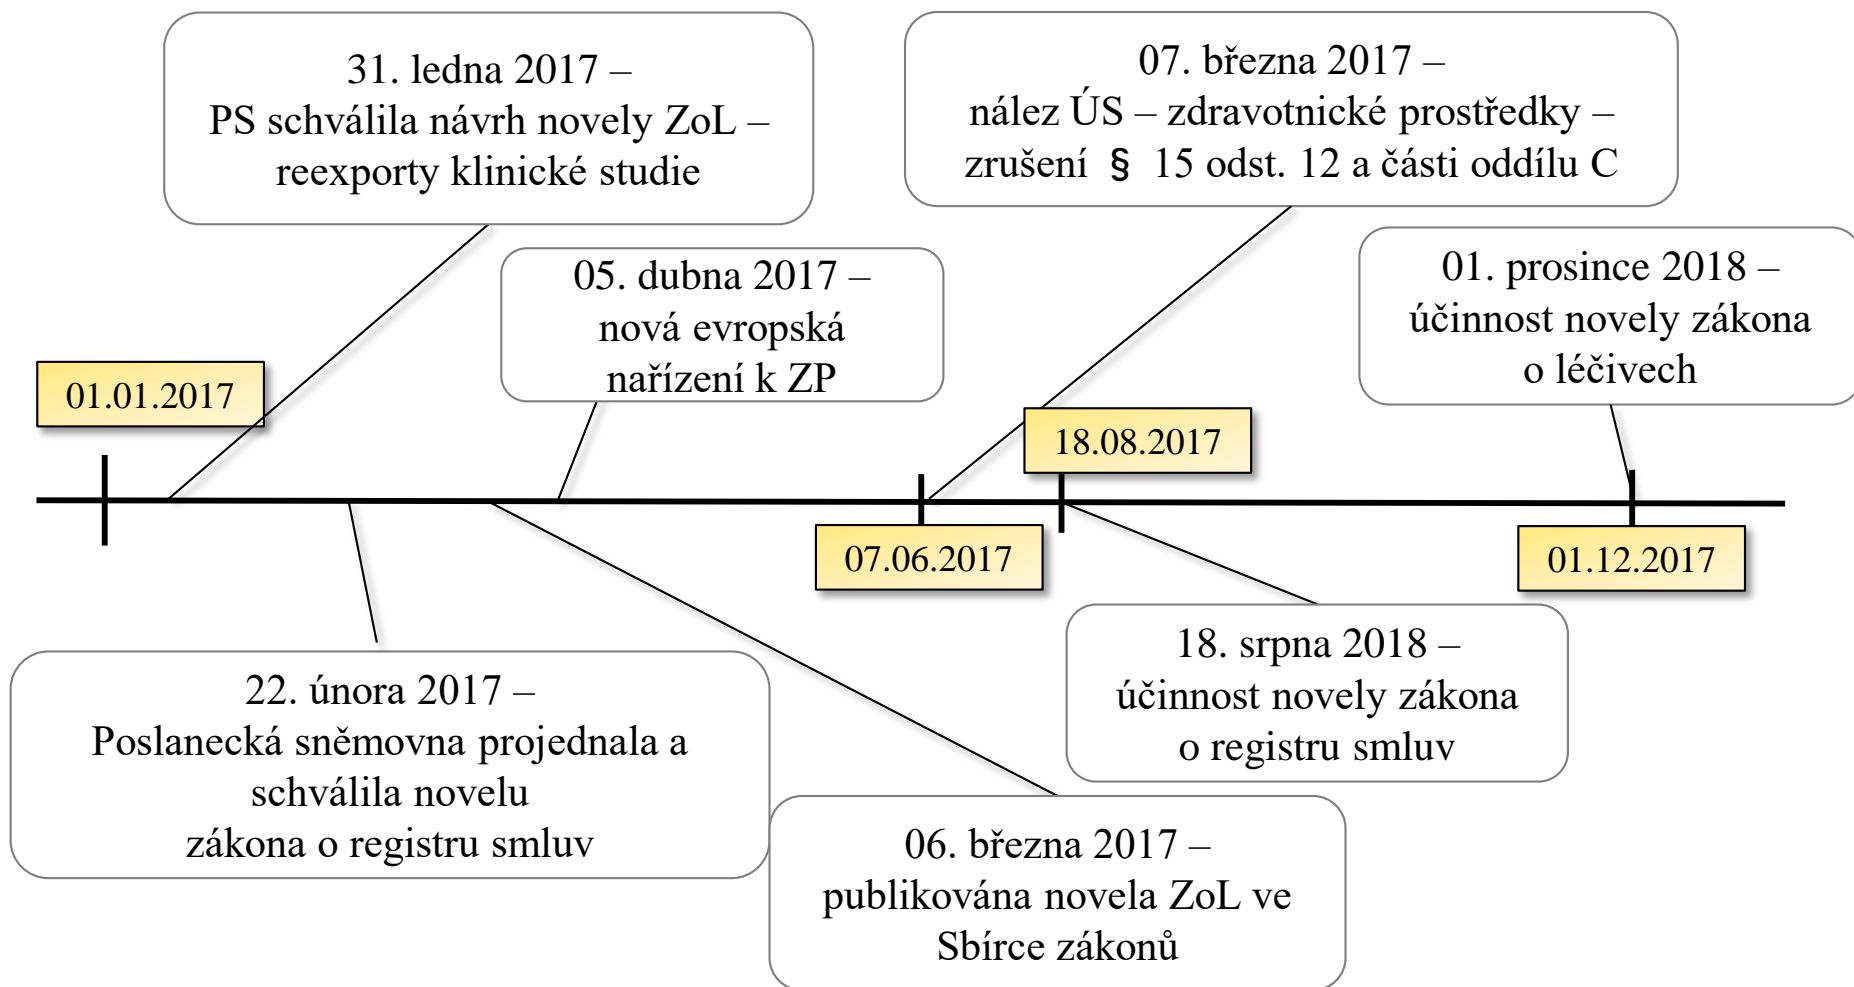 31. ledna 2017 –
PS schválila návrh novely ZoL –
reexporty klinické studie
07. března 2017 –
nález ÚS – zdravotnické prostředky –
zrušení § 15 odst. 12 a části oddílu C
05. dubna 2017 –
nová evropská
nařízení k ZP
01. prosince 2018 –
účinnost novely zákona
o léčivech
01.01.2017
18.08.2017
07.06.2017
01.12.2017
22. února 2017 –
Poslanecká sněmovna projednala a
schválila novelu
zákona o registru smluv
18. srpna 2018 –
účinnost novely zákona
o registru smluv
06. března 2017 –
publikována novela ZoL ve
Sbírce zákonů